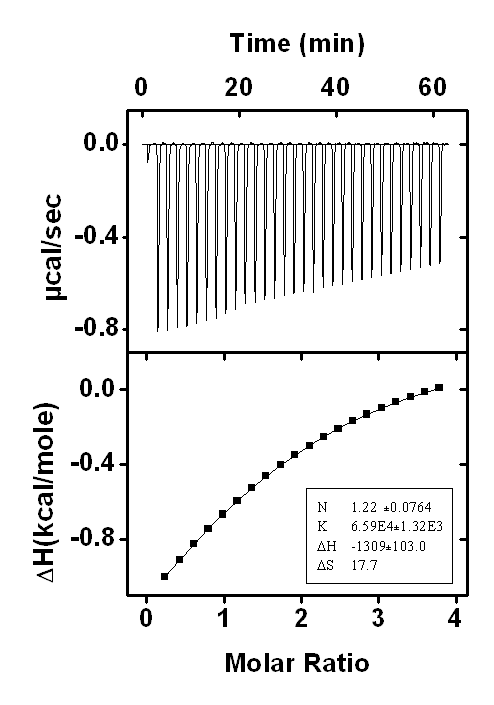 Time (min)
0 20 40 60
0.0
-0.4
-0.8
µcal/sec
0.0
-0.4
-0.8
ΔH(kcal/mole)
N 1.22 ±0.0764
K 6.59E4±1.32E3
ΔH -1309±103.0
ΔS 17.7
0 1 2 3 4
Molar Ratio